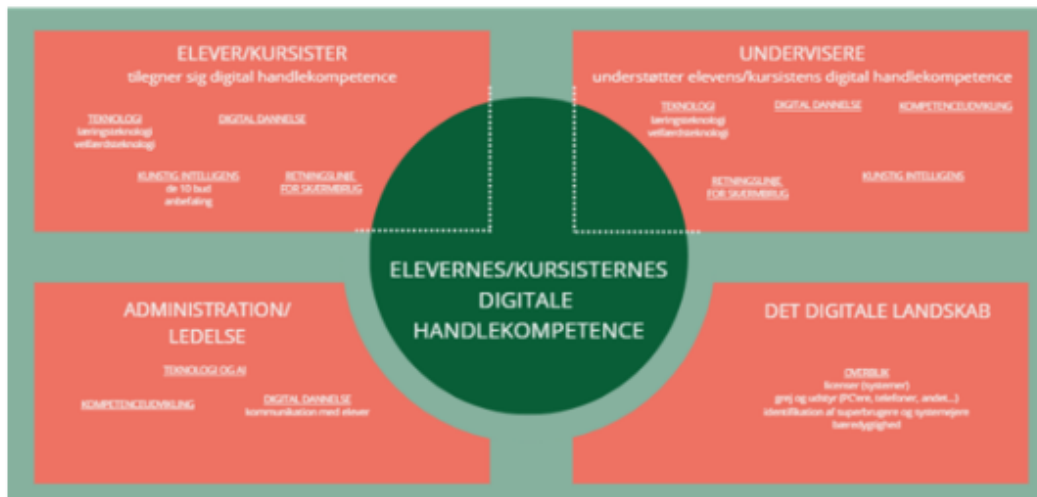 ELEVER/KURSISTER
tilegner sig digital handlekompetence
TEKNOLOGI
læringsteknologi
velfærdsteknologi
DIGITAL DANNELSE
KUNSTIG INTELLIGENS
de 10 bud
anbefaling
RETNINGSLINJE
FOR SKÆRMBRUG
UNDERVISERE
understøtter elevens/kursistens digital handlekompetence
TEKNOLOGI
læringsteknologi
velfærdsteknologi
DIGITAL DANNELSE
KOMPETENCEUDVIKLING
RETNINGSLINJE
FOR SKÆRMBRUG
KUNSTIG INTELLIGENS
ELEVERNES/KURSISTERNES
DIGITALE
HANDLEKOMPETENCE
ADMINISTRATION/
LEDELSE
TEKNOLOGI OG AI
KOMPETENCEUDVIKLING
DIGITAL DANNELSE
kommunikation med elever
DET DIGITALE LANDSKAB
OVERBLIK
licenser (systemer)
grej og udstyr (PC'ere, telefoner, andet...)
identifikation af superbrugere og systemejere
bæredygtighed